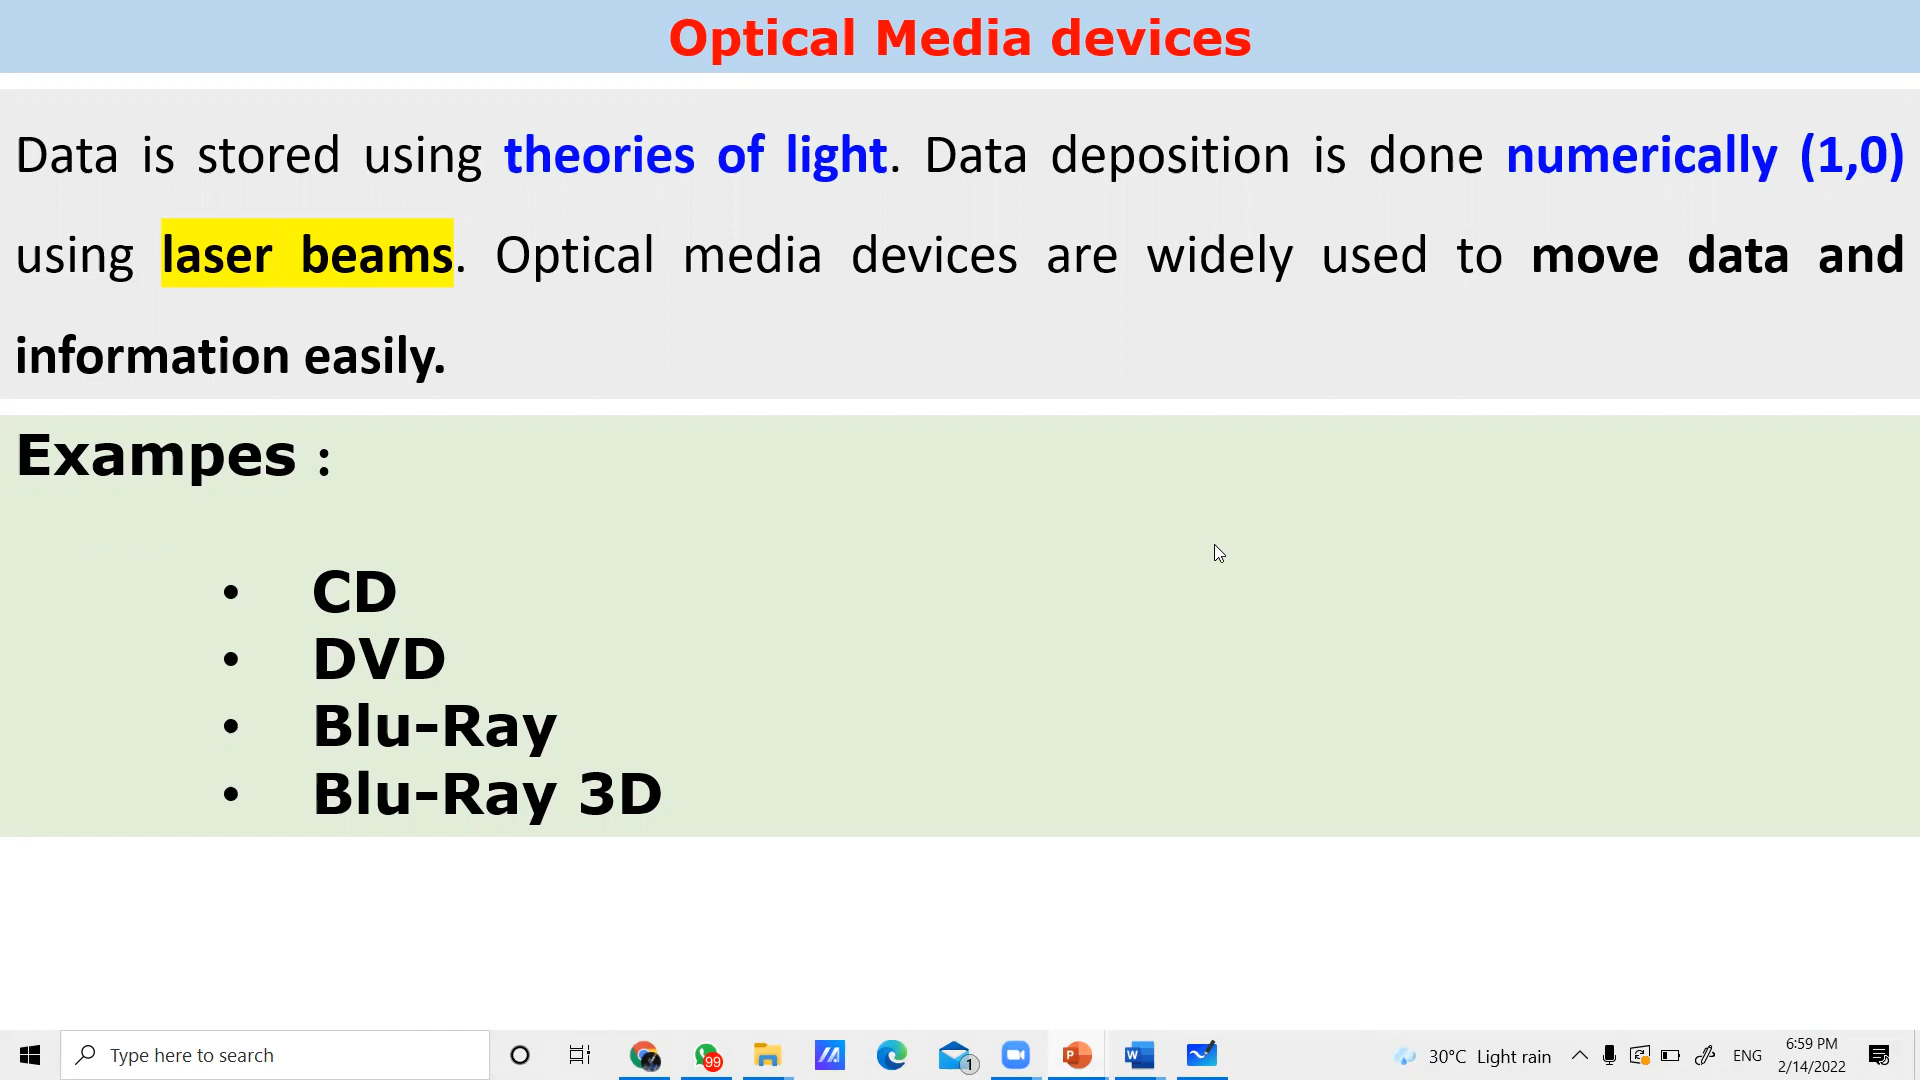 Optical Media devices
Data is stored using theories of light. Data deposition is done numerically (1,0)
using laser beams. Optical media devices are widely used to move data and
information easily.
Exampes :
• CD
• DVD
• Blu-Ray
• Blu-Ray 3D
Type here to search
99
1
P
W
30°C Light rain
ENG
6:59 PM
2/14/2022